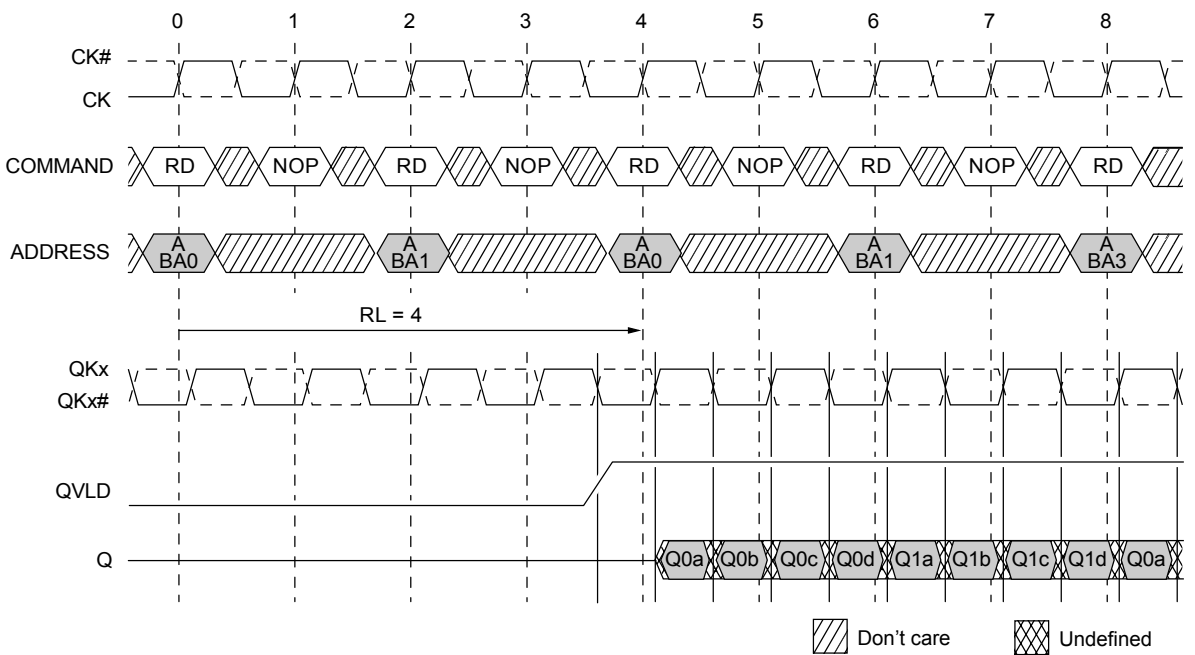 0 1 2 3 4 5 6 7 8
CK#
CK
COMMAND RD NOP RD NOP RD NOP RD NOP RD
ADDRESS A A A A A
BA0 BA1 BA0 BA1 BA3
RL = 4
QKx
QKx#
QVLD
Q Q0a Q0b Q0c Q0d Q1a Q1b Q1c Q1d Q0a
Don't care Undefined